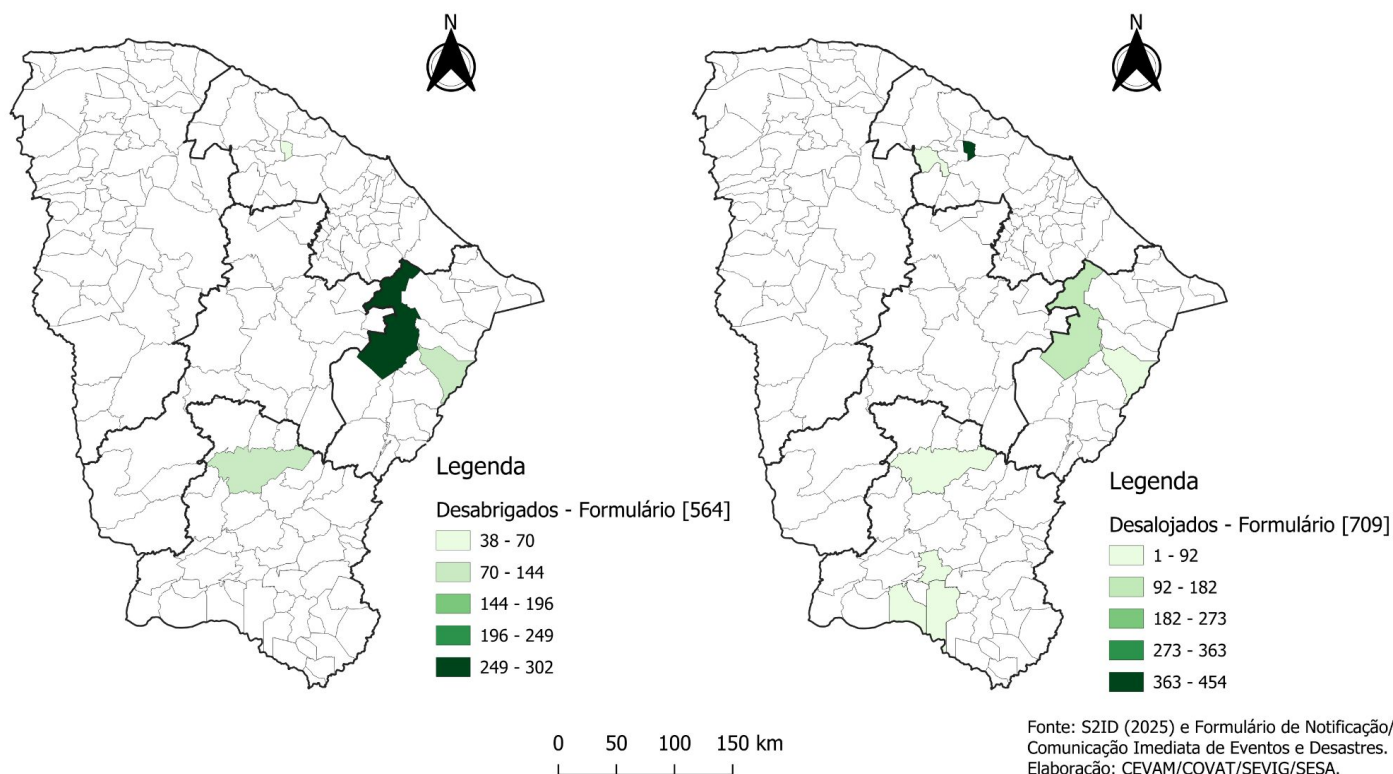 N
N
Legenda
Desabrigados - Formulário [564]
38 - 70
70 - 144
144 - 196
196 - 249
249 - 302
Legenda
Desalojados - Formulário [709]
1 - 92
92 - 182
182 - 273
273 - 363
363 - 454
0 50 100 150 km
Fonte: S2ID (2025) e Formulário de Notificação/
Comunicação Imediata de Eventos e Desastres.
Elaboração: CEVAM/COVAT/SEVIG/SESA.